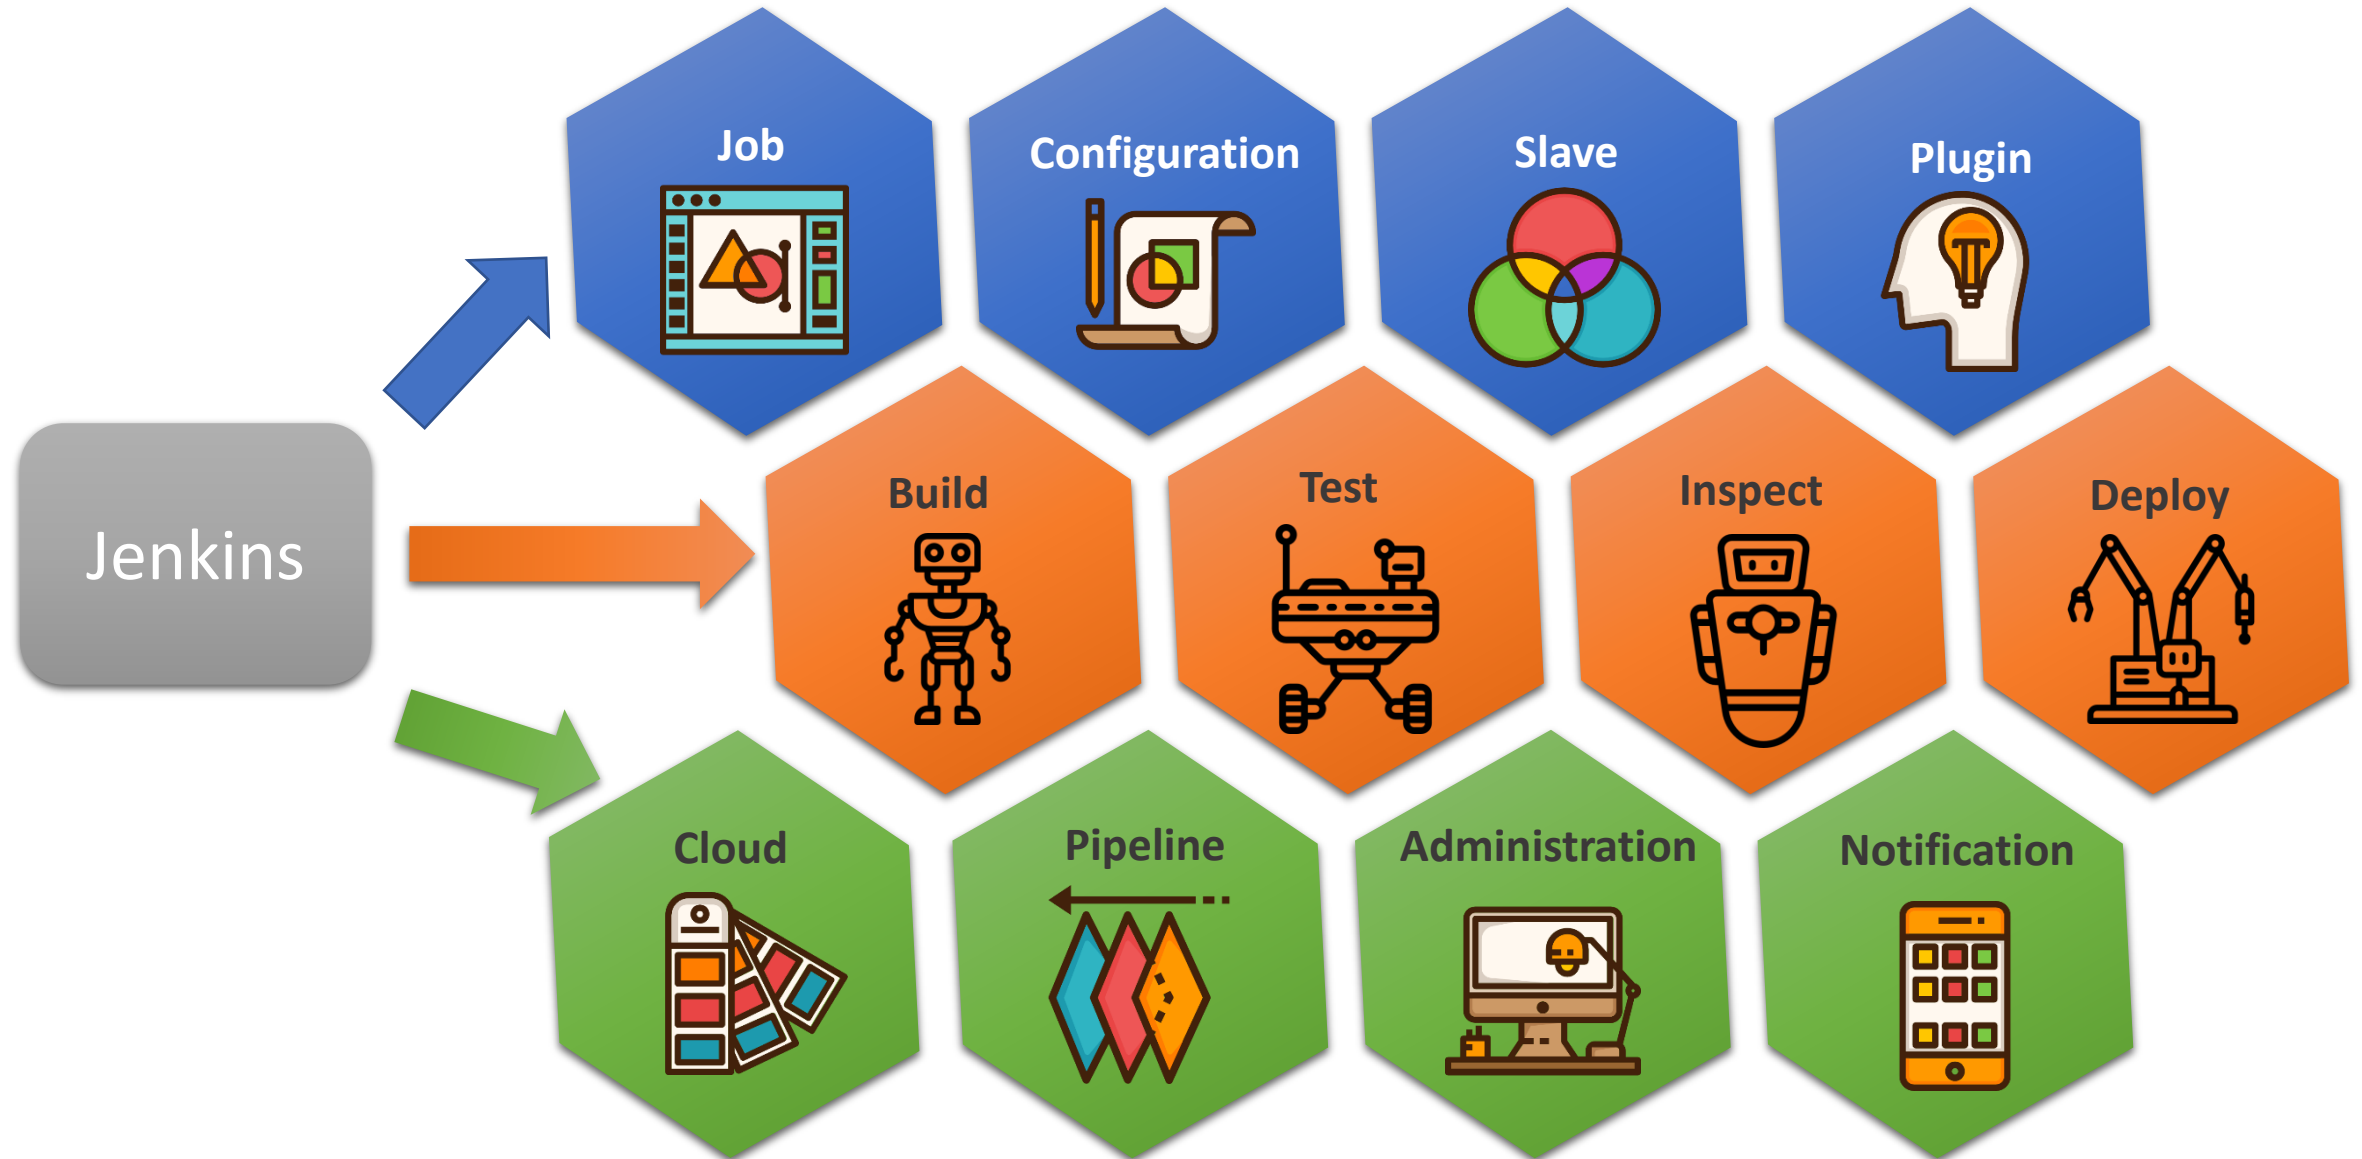 Jenkins
Job
Configuration
Slave
Plugin
Build
Test
Inspect
Deploy
Cloud
Pipeline
Administration
Notification